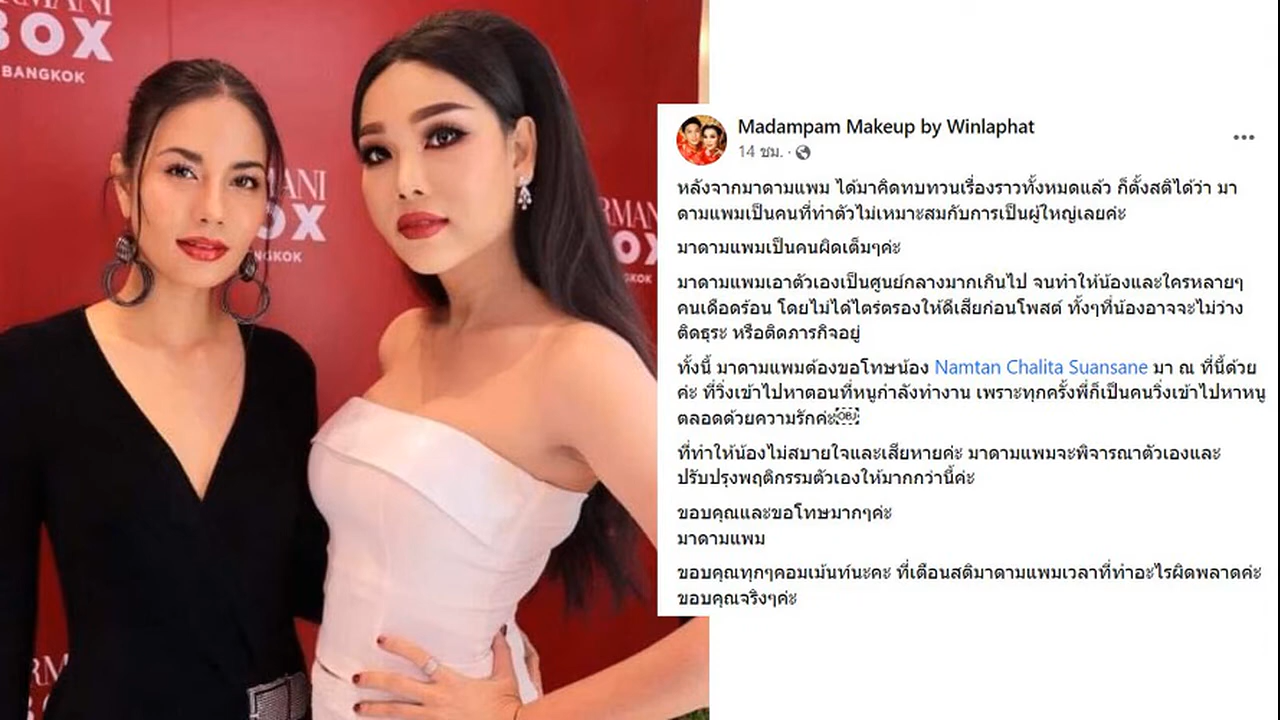 RMANI
BOX
BANGKOK
ANI
OX
NGKOK
RMANI
BOX
GKOK
RM
Madampam Makeup by Winlaphat
14 ชม. ·
หลังจากมาดามแพม ได้มาคิดทบทวนเรื่องราวทั้งหมดแล้ว ก็ตั้งสติได้ว่า มา
ดามแพมเป็นคนที่ทำตัวไม่เหมาะสมกับการเป็นผู้ใหญ่เลยค่ะ
มาดามแพมเป็นคนผิดเต็มๆค่ะ
มาดามแพมเอาตัวเองเป็นศูนย์กลางมากเกินไป จนทำให้น้องและใครหลายๆ
คนเดือดร้อน โดยไม่ได้ไตร่ตรองให้ดีเสียก่อนโพสต์ ทั้งๆที่น้องอาจจะไม่ว่าง
ติดธุระ หรือติดภารกิจอยู่
ทั้งนี้ มาดามแพมต้องขอโทษน้อง Namtan Chalita Suansane มา ณ ที่นี้ด้วย
ค่ะ ที่วิ่งเข้าไปหาตอนที่หนูกำลังทำงาน เพราะทุกครั้งพี่ก็เป็นคนวิ่งเข้าไปหาหนู
ตลอดด้วยความรักค่ะ OBJ
ที่ทำให้น้องไม่สบายใจและเสียหายค่ะ มาดามแพมจะพิจารณาตัวเองและ
ปรับปรุงพฤติกรรมตัวเองให้มากกว่านี้ค่ะ
ขอบคุณและขอโทษมากๆค่ะ
มาดามแพม
ขอบคุณทุกๆคอมเม้นท์นะคะ ที่เตือนสติมาดามแพมเวลาที่ทำอะไรผิดพลาดค่ะ
ขอบคุณจริงๆค่ะ